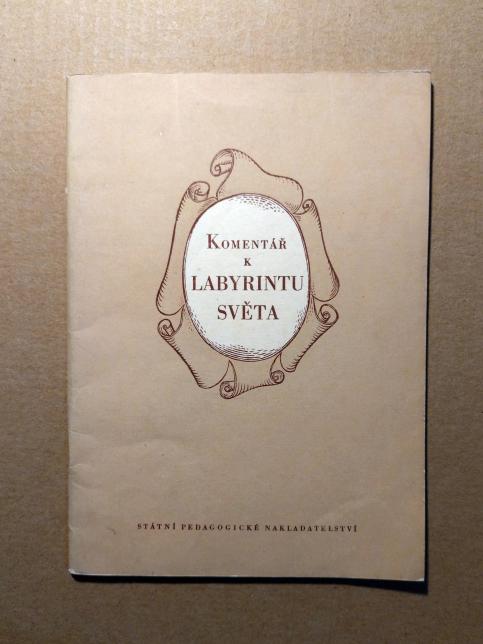 KOMENTÁŘ
K
LABYRINTU
SVĚTA
STÁTNÍ PEDAGOGICKÉ NAKLADATELSTVÍ